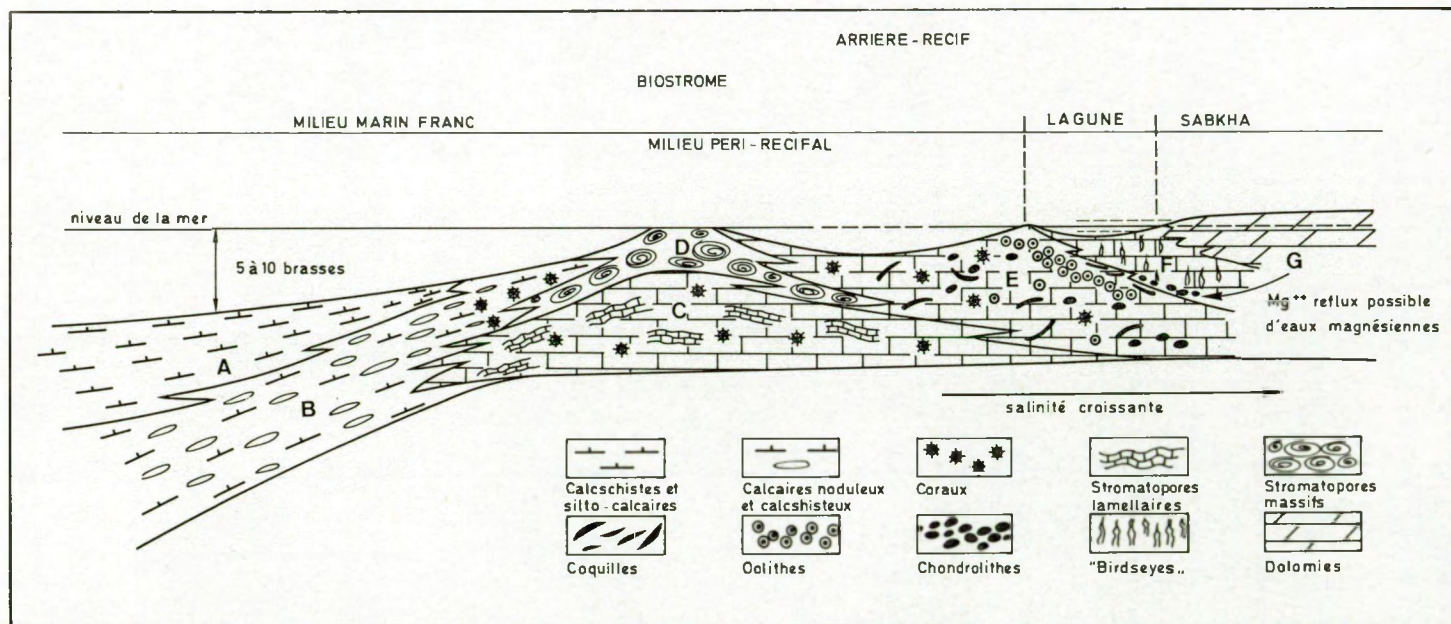 ARRIERE-RECIF
BIOSTROME
MILIEU MARIN FRANC
LAGUNE
SABKHA
MILIEU PERI-RECIFAL
niveau de la mer
5 à 10 brasses
D
E
F
G
C
A
B
Mg++ reflux possible
d'eaux magnésiennes
salinité croissante
Calcschistes et
silto-calcaires
Calcaires noduleux
et calcshisteux
Coraux
Stromatopores
lamellaires
Stromatopores
massifs
Coquilles
Oolithes
Chondrolithes
"Birdseyes„
Dolomies